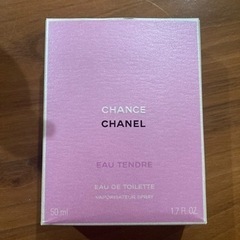 CHANCE
CHANEL
EAU TENDRE
EAU DE TOILETTE
VAPORISATEUR SPRAY
50 ml 1.7 FL. OZ.